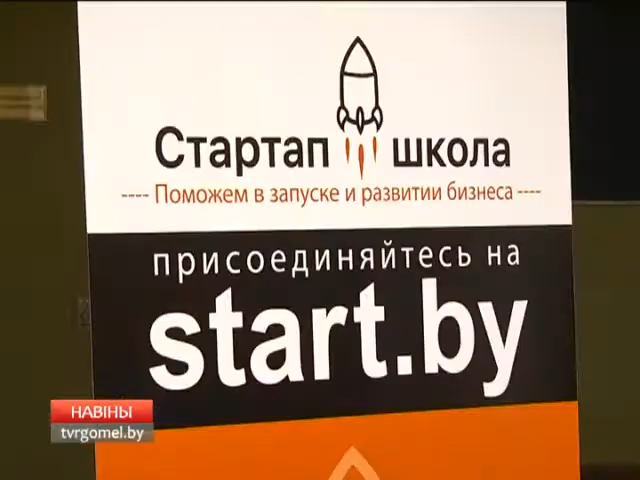 Стартап школа
---- Поможем в запуске и развитии бизнеса ----
присоединяйтесь на
start.by
НАВІНЫ
tvrgomel.by